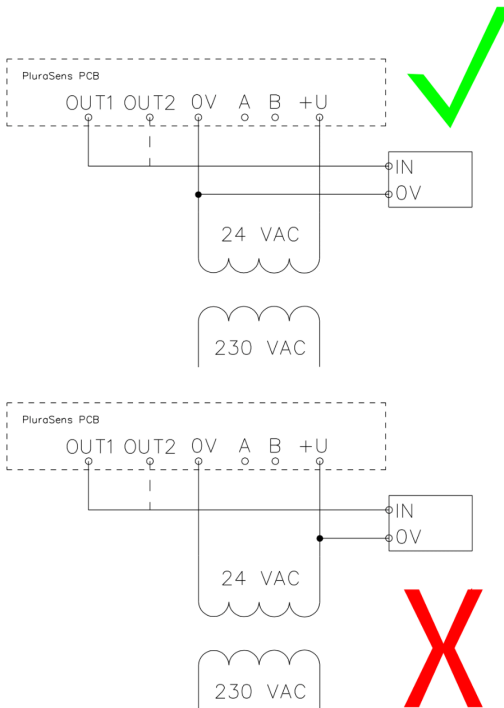 PluraSens PCB
OUT1 OUT2 0V A B +U
IN
0V
24 VAC
230 VAC
PluraSens PCB
OUT1 OUT2 0V A B +U
IN
0V
24 VAC
230 VAC